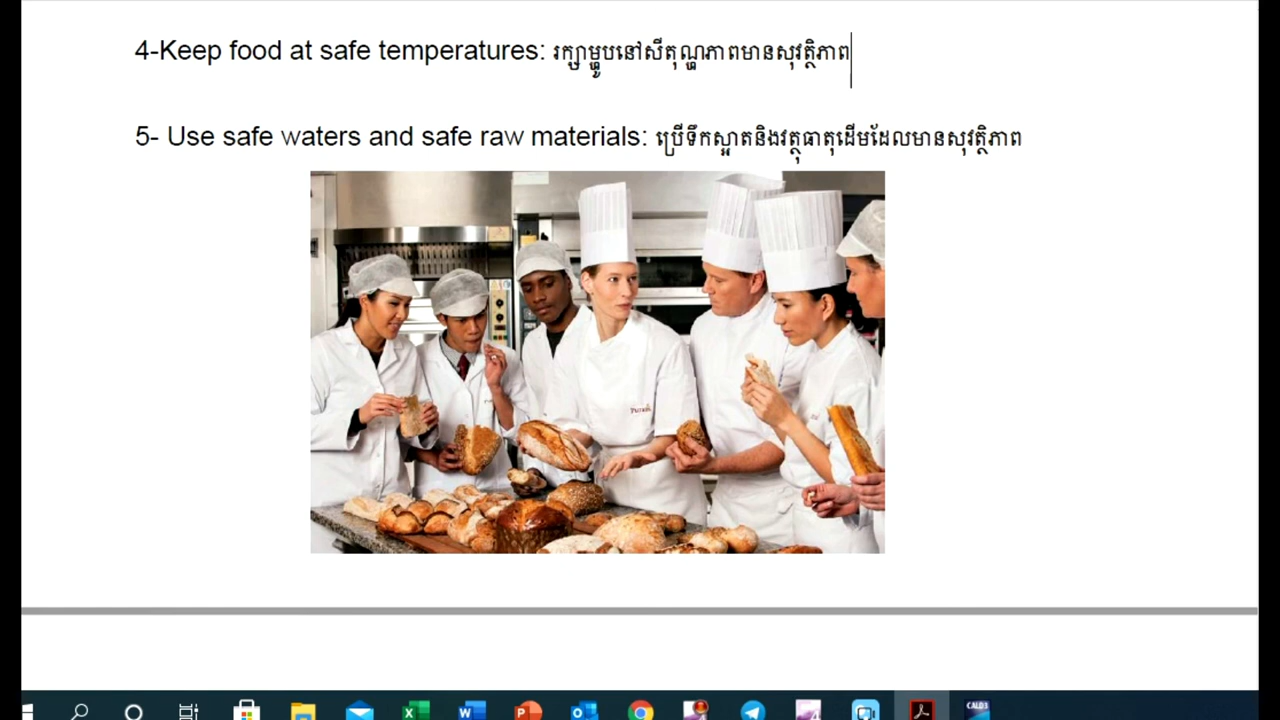 4-Keep food at safe temperatures: រក្សាម្ហូបនៅសីតុណ្ហភាពមានសុវត្ថិភាព
5- Use safe waters and safe raw materials: ប្រើទឹកស្អាតនិងវត្ថុធាតុដើមដែលមានសុវត្ថិភាព
CALD3